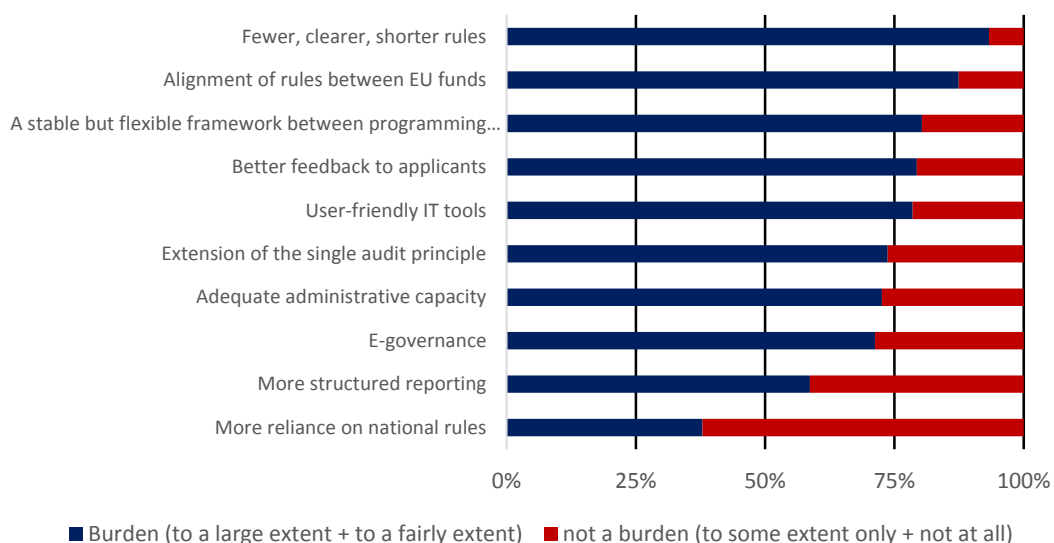 Fewer, clearer, shorter rules
Alignment of rules between EU funds
A stable but flexible framework between programming...
Better feedback to applicants
User-friendly IT tools
Extension of the single audit principle
Adequate administrative capacity
E-governance
More structured reporting
More reliance on national rules
0% 25% 50% 75% 100%
Burden (to a large extent + to a fairly extent) not a burden (to some extent only + not at all)